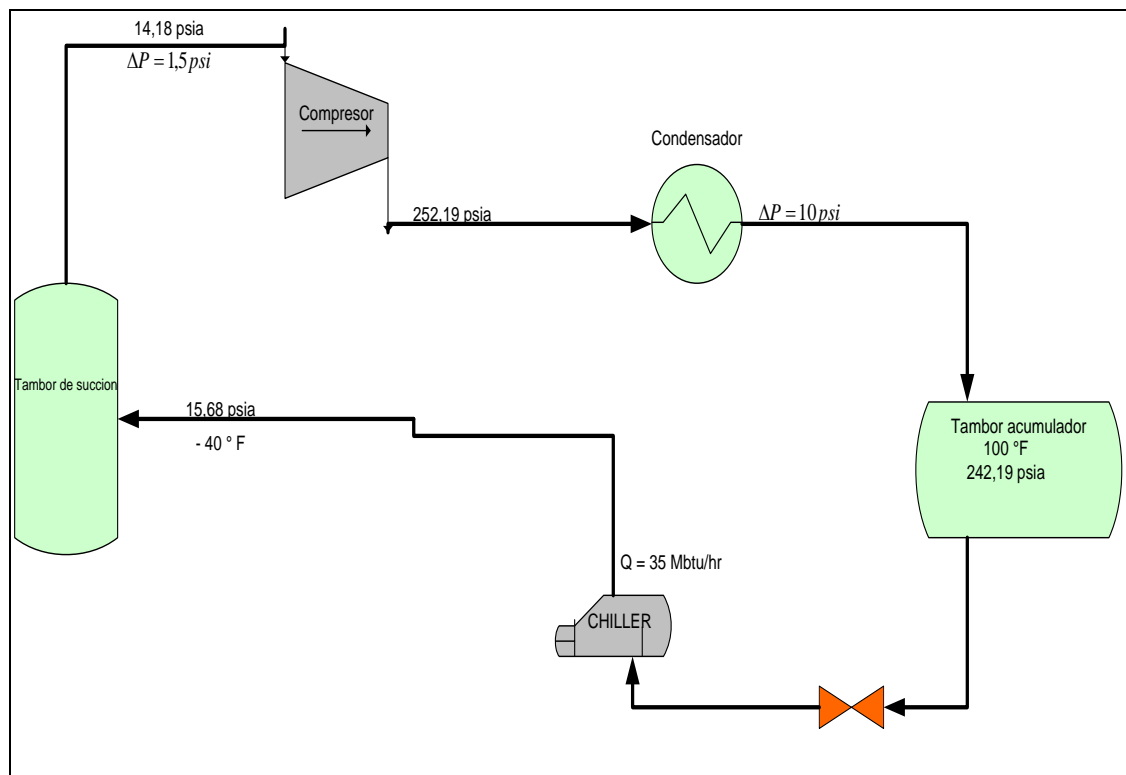 14,18 psia
ΔP = 1,5 psi
Compresor
Condensador
252,19 psia
ΔP = 10 psi
Tambor de succion
15,68 psia
- 40 º F
Tambor acumulador
100 °F
242,19 psia
Q = 35 Mbtu/hr
CHILLER